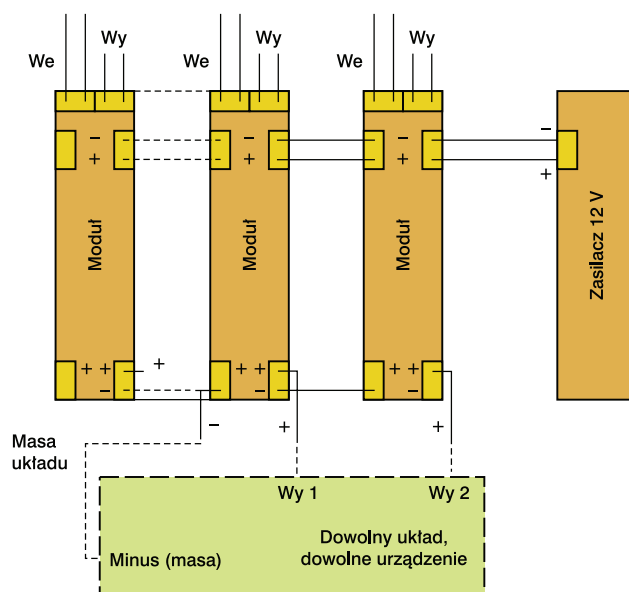 We
Wy
We
Wy
We
Wy
–
+
–
+
–
+
–
+
Moduł
Moduł
Moduł
Zasilacz 12 V
+ +
–
+
+ +
–
+ +
–
–
+
+
Masa
układu
Wy 1
Wy 2
Dowolny układ,
dowolne urządzenie
Minus (masa)